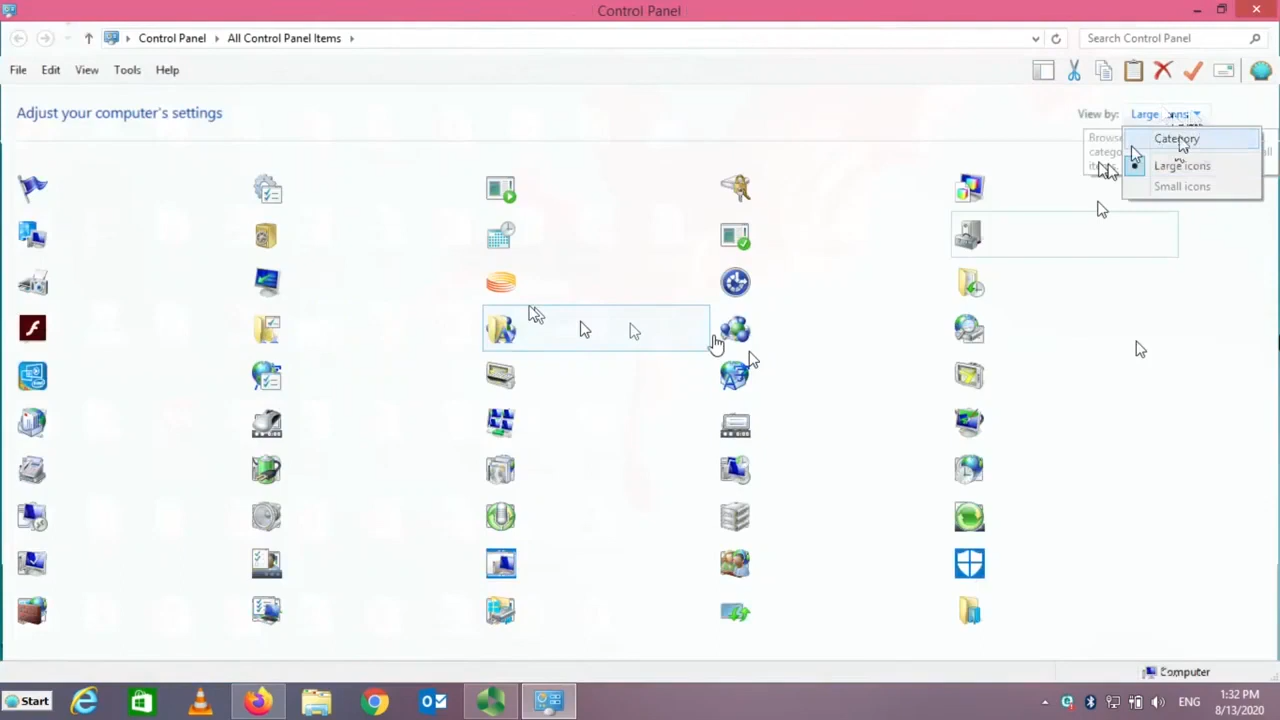 Control Panel
Control Panel
All Control Panel Items
Search Control Panel
File
Edit
View
Tools
Help
Adjust your computer's settings
View by:
Large icons
Category
Large icons
Small icons
Computer
Start
ENG
1:32 PM
8/13/2020